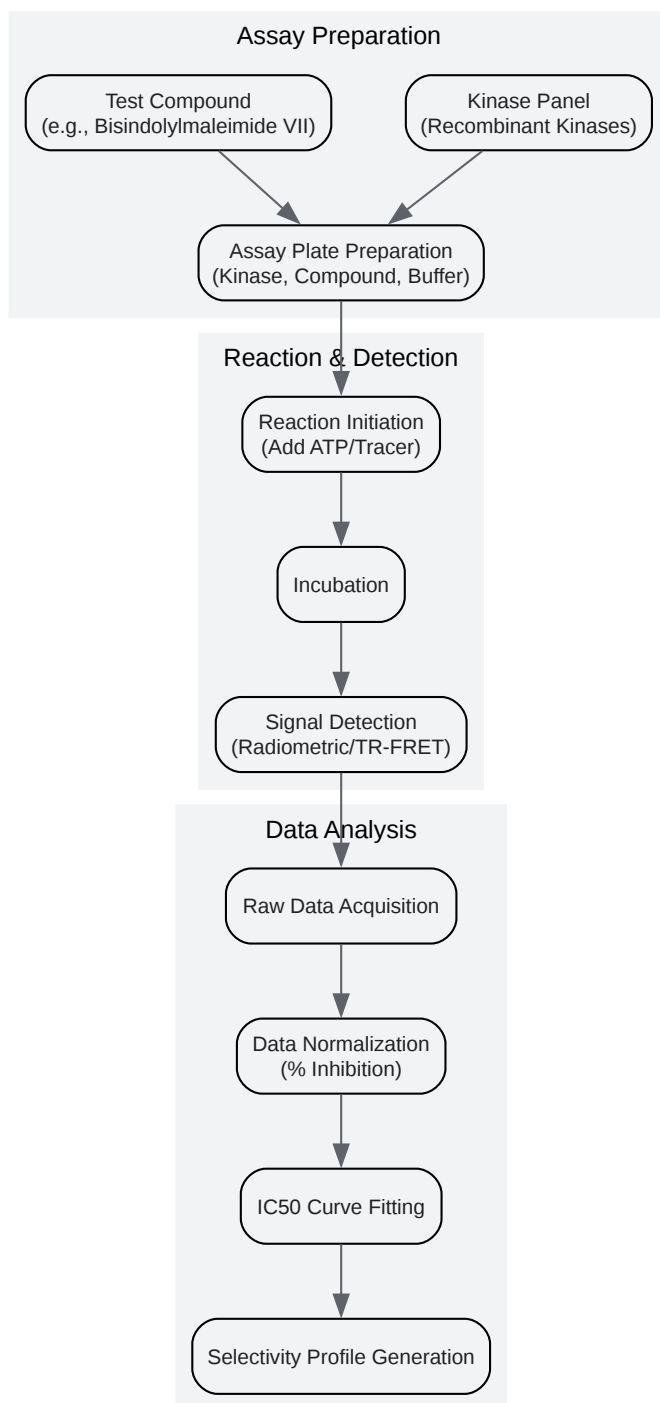 Assay Preparation
Test Compound
(e.g., Bisindolylmaleimide VII)
Kinase Panel
(Recombinant Kinases)
Assay Plate Preparation
(Kinase, Compound, Buffer)
Reaction & Detection
Reaction Initiation
(Add ATP/Tracer)
Incubation
Signal Detection
(Radiometric/TR-FRET)
Data Analysis
Raw Data Acquisition
Data Normalization
(% Inhibition)
IC50 Curve Fitting
Selectivity Profile Generation